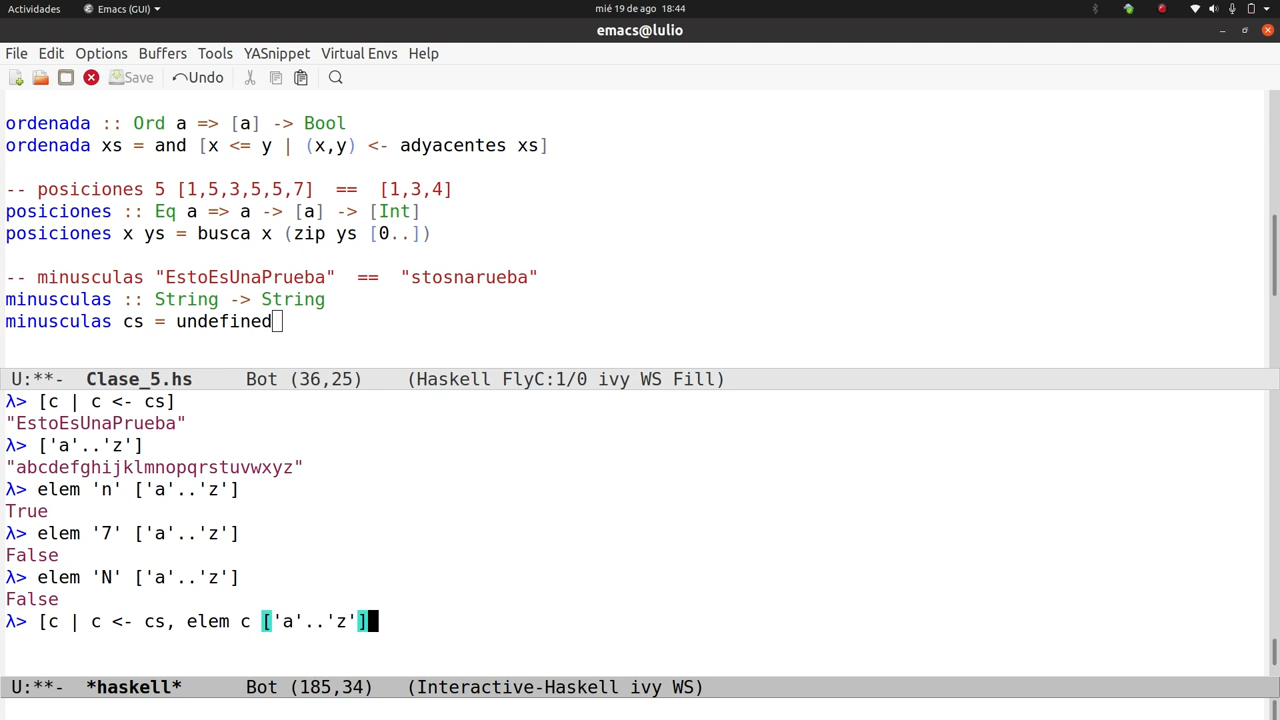 Actividades Emacs (GUI) mié 19 de ago 18:44
emacs@lulio
File Edit Options Buffers Tools YASnippet Virtual Envs Help
Save Undo
ordenada :: Ord a => [a] -> Bool
ordenada xs = and [x <= y | (x,y) <- adyacentes xs]
-- posiciones 5 [1,5,3,5,5,7]  ==  [1,3,4]
posiciones :: Eq a => a -> [a] -> [Int]
posiciones x ys = busca x (zip ys [0..])
-- minusculas "EstoEsUnaPrueba"  ==  "stosnarueba"
minusculas :: String -> String
minusculas cs = undefined
U:**-  Clase_5.hs     Bot (36,25)    (Haskell FlyC:1/0 ivy WS Fill)
λ> [c | c <- cs]
"EstoEsUnaPrueba"
λ> ['a'..'z']
"abcdefghijklmnopqrstuvwxyz"
λ> elem 'n' ['a'..'z']
True
λ> elem '7' ['a'..'z']
False
λ> elem 'N' ['a'..'z']
False
λ> [c | c <- cs, elem c ['a'..'z']
U:**-  *haskell*      Bot (185,34)   (Interactive-Haskell ivy WS)